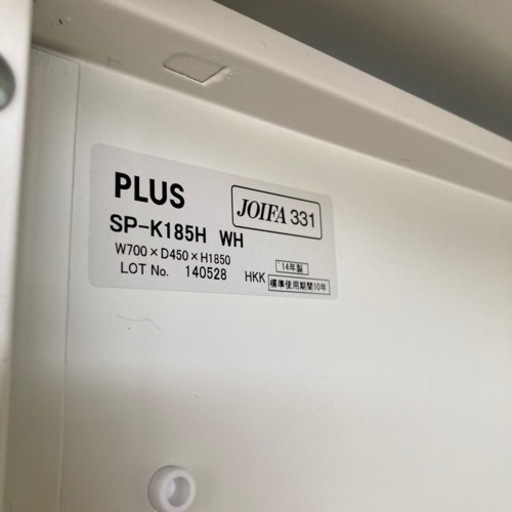 PLUS
JOIFA 331
SP-K185H WH
W700×D450×H1850
LOT No. 140528 HKK
'14年製
標準使用期間10年